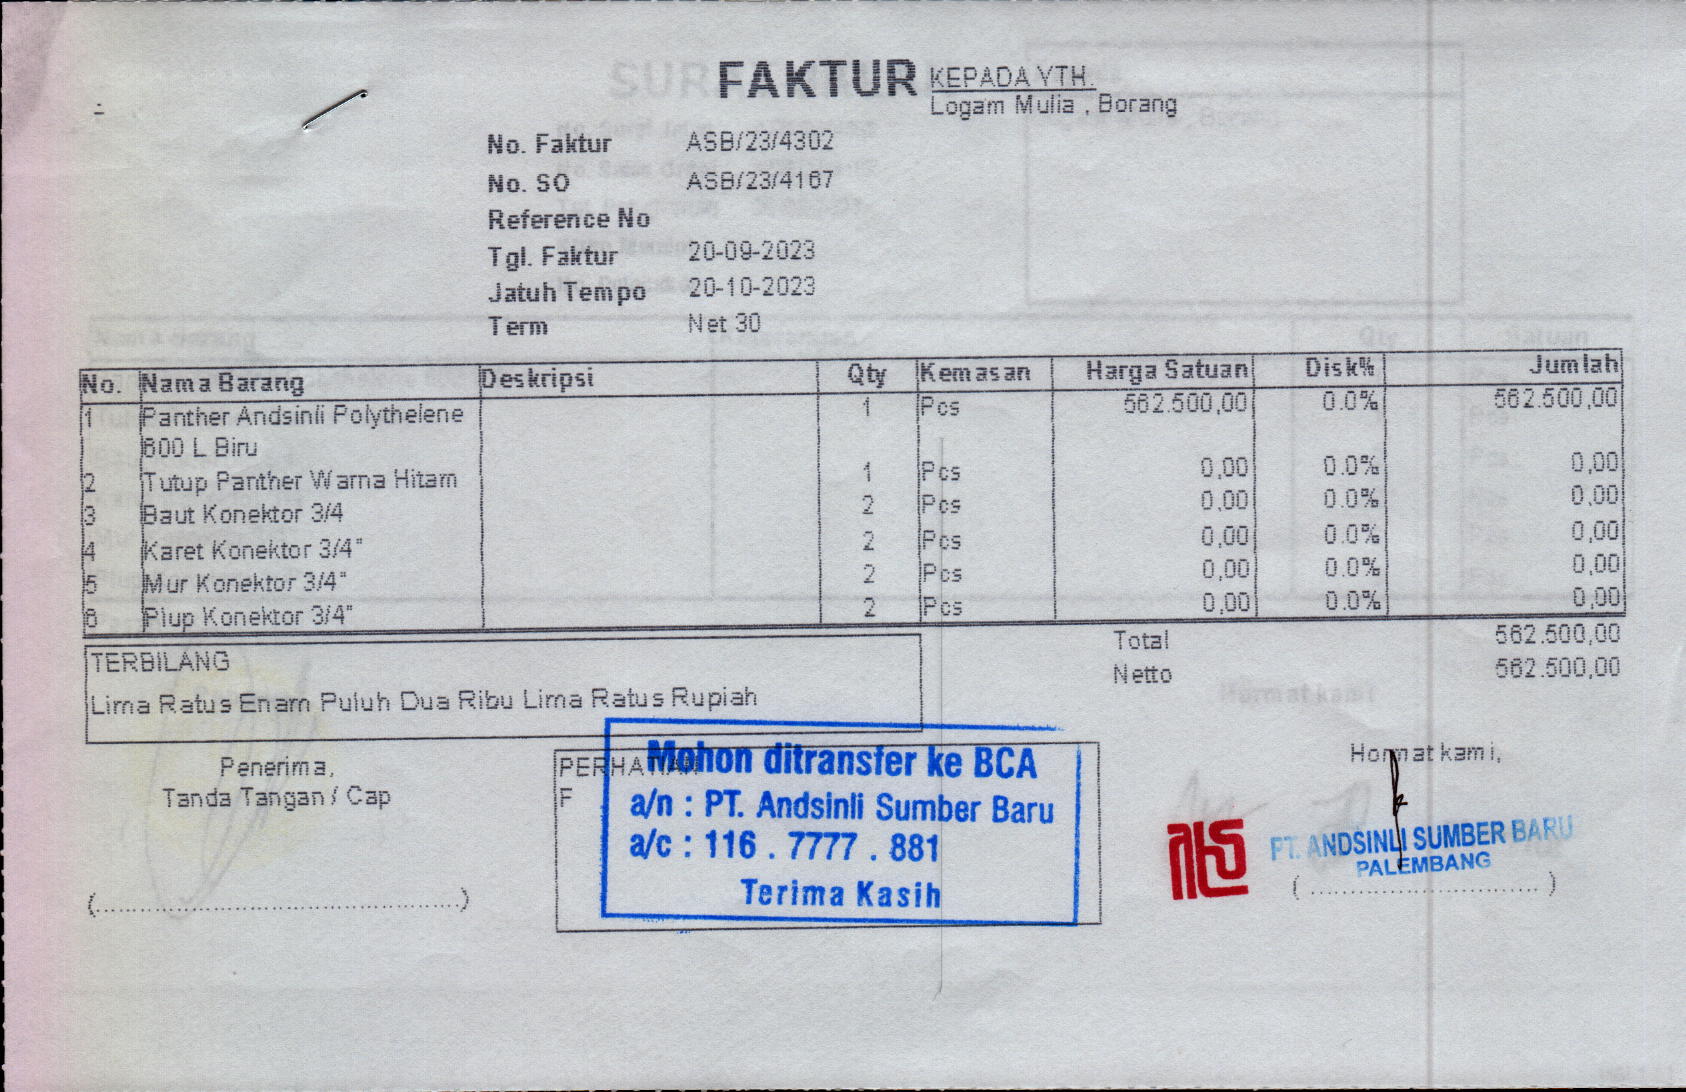 FAKTUR
KEPADA YTH.
Logam Mulia , Borang
No. Faktur ASB/23/4302
No. SO ASB/23/4167
Reference No
Tgl. Faktur 20-09-2023
Jatuh Tempo 20-10-2023
Term Net 30
No. Nama Barang Deskripsi Qty Kemasan Harga Satuan Disk% Jumlah
1 Panther Andsinli Polythelene 1 Pcs 562.500,00 0.0% 562.500,00
600 L Biru
2 Tutup Panther Warna Hitam 1 Pcs 0,00 0.0% 0,00
3 Baut Konektor 3/4 2 Pcs 0,00 0.0% 0,00
4 Karet Konektor 3/4" 2 Pcs 0,00 0.0% 0,00
5 Mur Konektor 3/4" 2 Pcs 0,00 0.0% 0,00
6 Plup Konektor 3/4" 2 Pcs 0,00 0.0% 0,00
Total 562.500,00
Netto 562.500,00
TERBILANG
Lima Ratus Enam Puluh Dua Ribu Lima Ratus Rupiah
Penerima,
Tanda Tangan / Cap
(..................................................)
PERHATIAN
F
Mohon ditransfer ke BCA
a/n : PT. Andsinli Sumber Baru
a/c : 116 . 7777 . 881
Terima Kasih
Hormat kami,
PT. ANDSINLI SUMBER BARU
PALEMBANG
( ................................ )